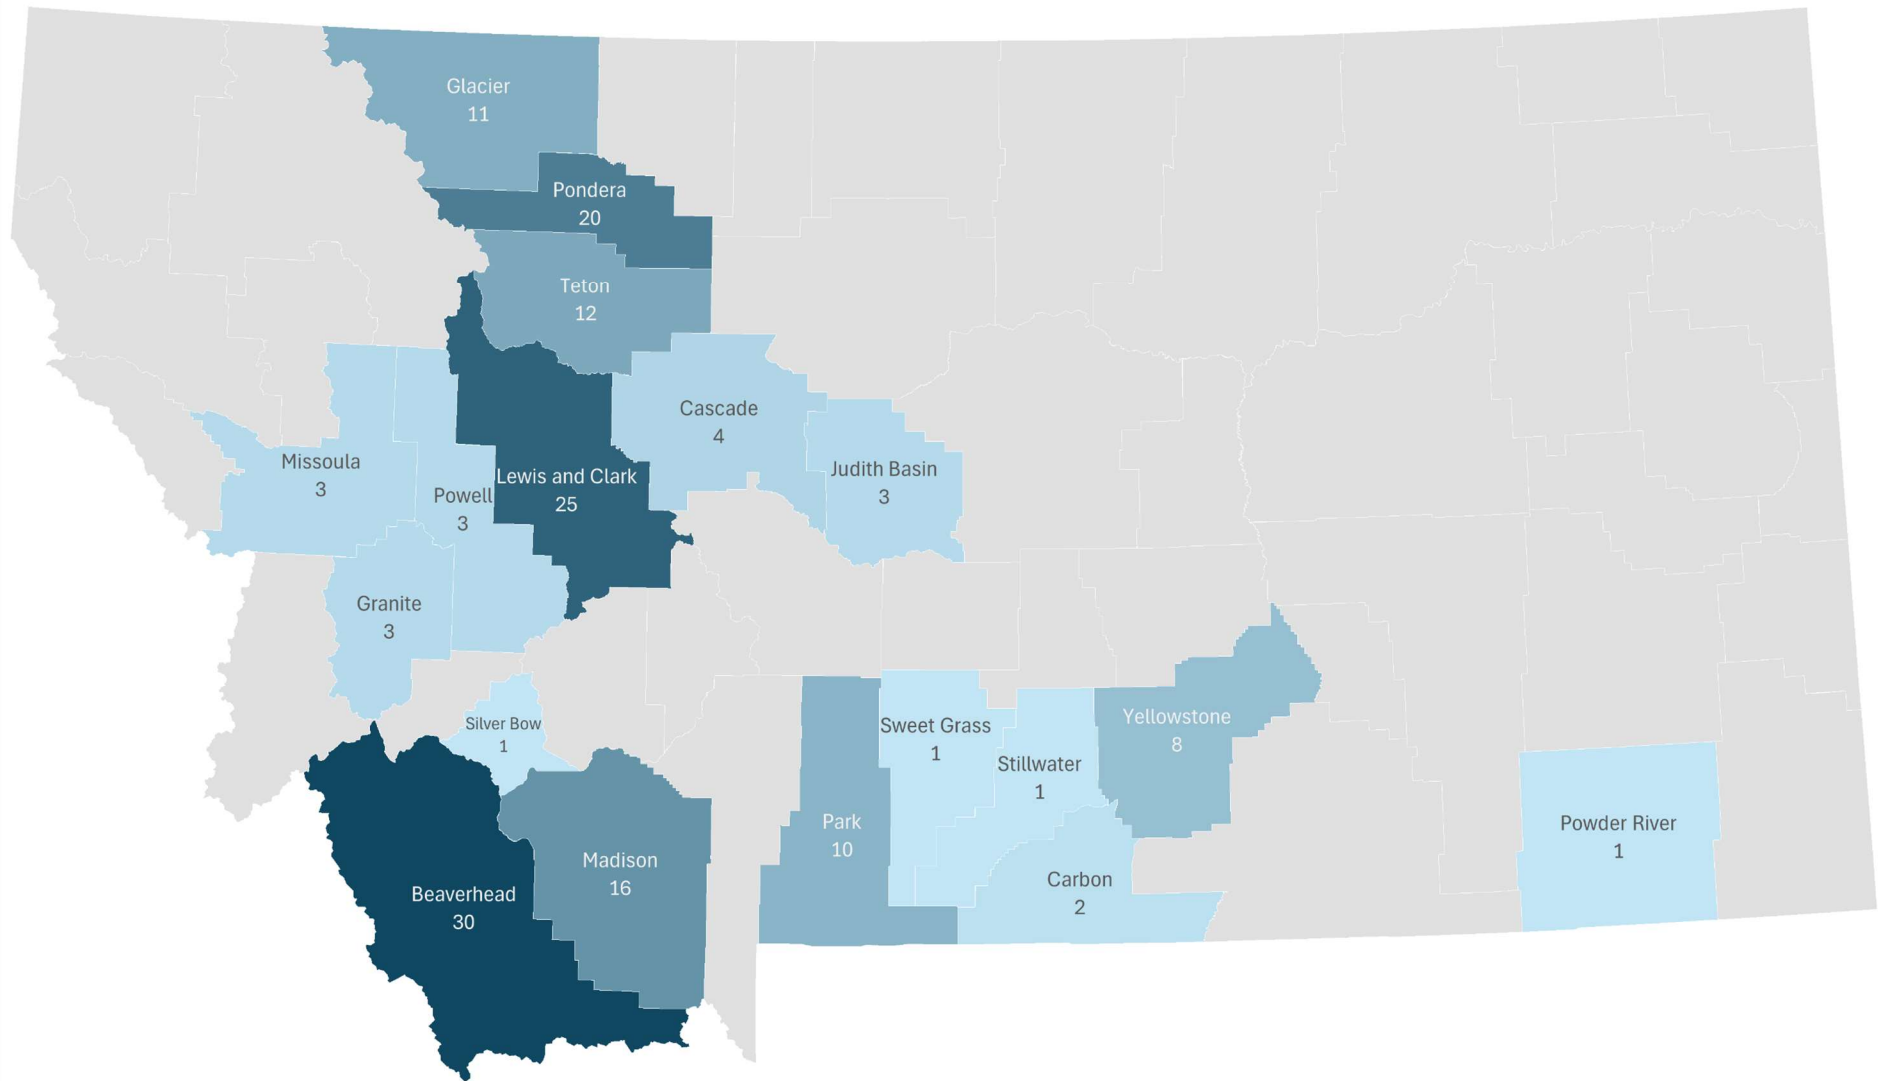 Glacier
11
Pondera
20
Teton
12
Cascade
4
Judith Basin
3
Missoula
3
Powell
3
Lewis and Clark
25
Granite
3
Silver Bow
1
Sweet Grass
1
Yellowstone
8
Stillwater
1
Park
10
Powder River
1
Madison
16
Carbon
2
Beaverhead
30